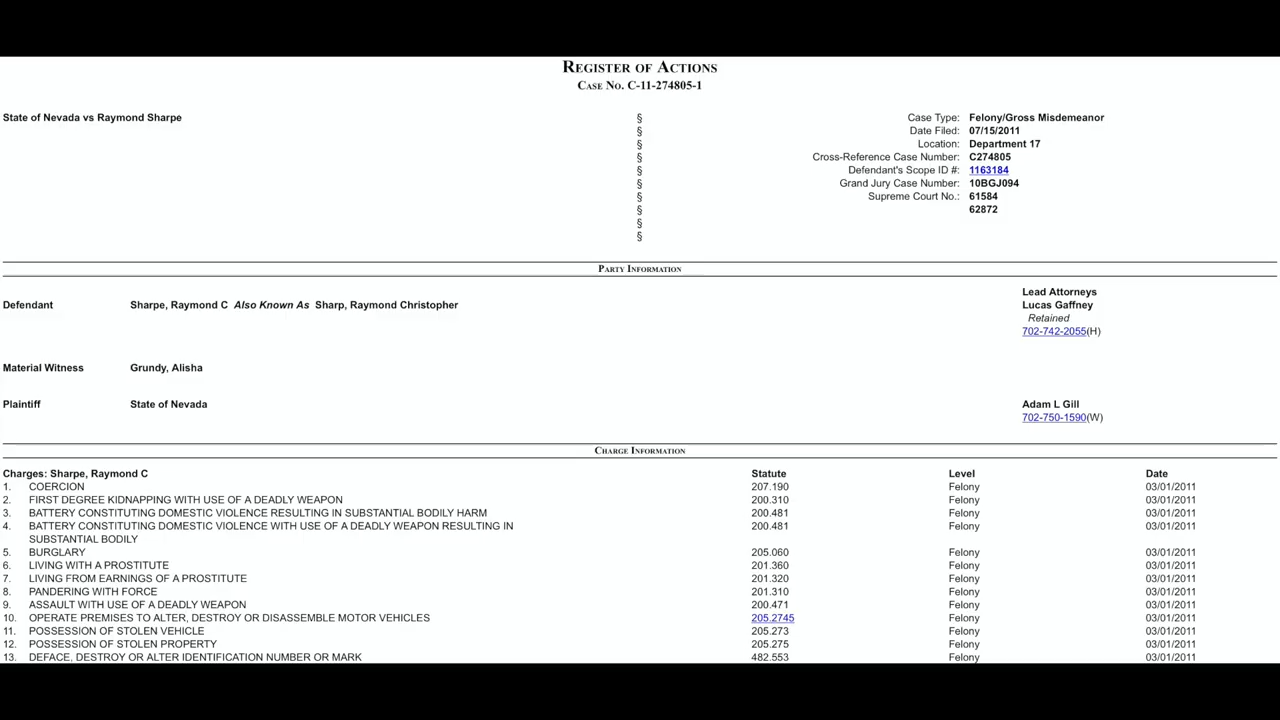 REGISTER OF ACTIONS
CASE NO. C-11-274805-1
State of Nevada vs Raymond Sharpe
§
§
§
§
§
§
§
§
§
§
Case Type: Felony/Gross Misdemeanor
Date Filed: 07/15/2011
Location: Department 17
Cross-Reference Case Number: C274805
Defendant's Scope ID #: 1163184
Grand Jury Case Number: 10BGJ094
Supreme Court No.: 61584
62872
PARTY INFORMATION
Lead Attorneys
Defendant Sharpe, Raymond C Also Known As Sharp, Raymond Christopher Lucas Gaffney
Retained
702-742-2055(H)
Material Witness Grundy, Alisha
Plaintiff State of Nevada Adam L Gill
702-750-1590(W)
CHARGE INFORMATION
Charges: Sharpe, Raymond C Statute Level Date
1. COERCION 207.190 Felony 03/01/2011
2. FIRST DEGREE KIDNAPPING WITH USE OF A DEADLY WEAPON 200.310 Felony 03/01/2011
3. BATTERY CONSTITUTING DOMESTIC VIOLENCE RESULTING IN SUBSTANTIAL BODILY HARM 200.481 Felony 03/01/2011
4. BATTERY CONSTITUTING DOMESTIC VIOLENCE WITH USE OF A DEADLY WEAPON RESULTING IN 200.481 Felony 03/01/2011
SUBSTANTIAL BODILY
5. BURGLARY 205.060 Felony 03/01/2011
6. LIVING WITH A PROSTITUTE 201.360 Felony 03/01/2011
7. LIVING FROM EARNINGS OF A PROSTITUTE 201.320 Felony 03/01/2011
8. PANDERING WITH FORCE 201.310 Felony 03/01/2011
9. ASSAULT WITH USE OF A DEADLY WEAPON 200.471 Felony 03/01/2011
10. OPERATE PREMISES TO ALTER, DESTROY OR DISASSEMBLE MOTOR VEHICLES 205.2745 Felony 03/01/2011
11. POSSESSION OF STOLEN VEHICLE 205.273 Felony 03/01/2011
12. POSSESSION OF STOLEN PROPERTY 205.275 Felony 03/01/2011
13. DEFACE, DESTROY OR ALTER IDENTIFICATION NUMBER OR MARK 482.553 Felony 03/01/2011